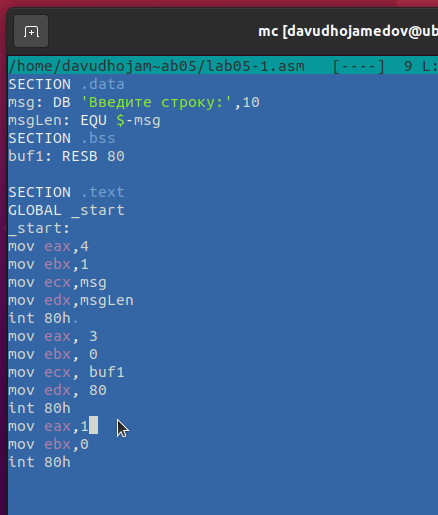 mc [davudhojamedov@ub
/home/davudhojam~ab05/lab05-1.asm   [----]  9 L:
SECTION .data
msg: DB 'Введите строку:',10
msgLen: EQU $-msg
SECTION .bss
buf1: RESB 80
SECTION .text
GLOBAL _start
_start:
mov eax,4
mov ebx,1
mov ecx,msg
mov edx,msgLen
int 80h.
mov eax, 3
mov ebx, 0
mov ecx, buf1
mov edx, 80
int 80h
mov eax,1
mov ebx,0
int 80h